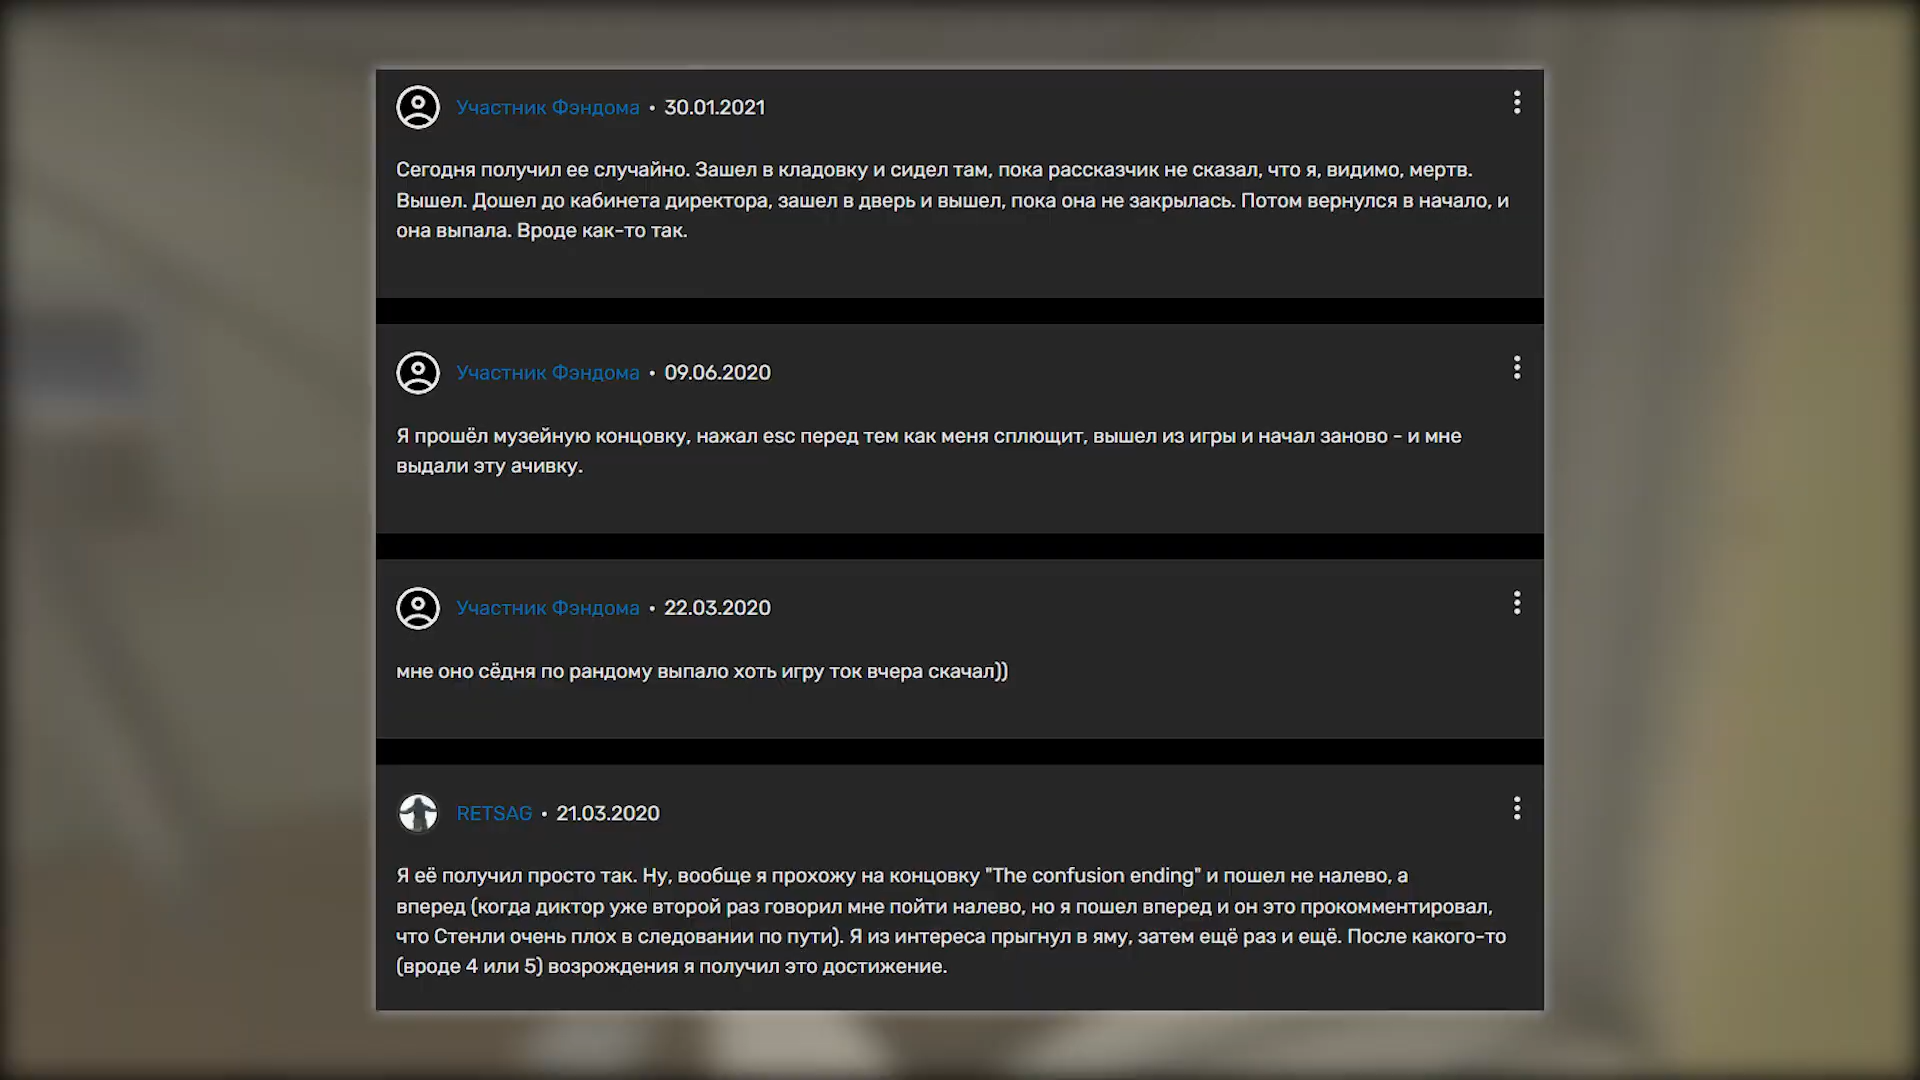 Участник Фэндома • 30.01.2021
Сегодня получил ее случайно. Зашел в кладовку и сидел там, пока рассказчик не сказал, что я, видимо, мертв.
Вышел. Дошел до кабинета директора, зашел в дверь и вышел, пока она не закрылась. Потом вернулся в начало, и
она выпала. Вроде как-то так.
Участник Фэндома • 09.06.2020
Я прошёл музейную концовку, нажал esc перед тем как меня сплющит, вышел из игры и начал заново - и мне
выдали эту ачивку.
Участник Фэндома • 22.03.2020
мне оно сёдня по рандому выпало хоть игру ток вчера скачал))
RETSAG • 21.03.2020
Я её получил просто так. Ну, вообще я прохожу на концовку "The confusion ending" и пошел не налево, а
вперед (когда диктор уже второй раз говорил мне пойти налево, но я пошел вперед и он это прокомментировал,
что Стенли очень плох в следовании по пути). Я из интереса прыгнул в яму, затем ещё раз и ещё. После какого-то
(вроде 4 или 5) возрождения я получил это достижение.